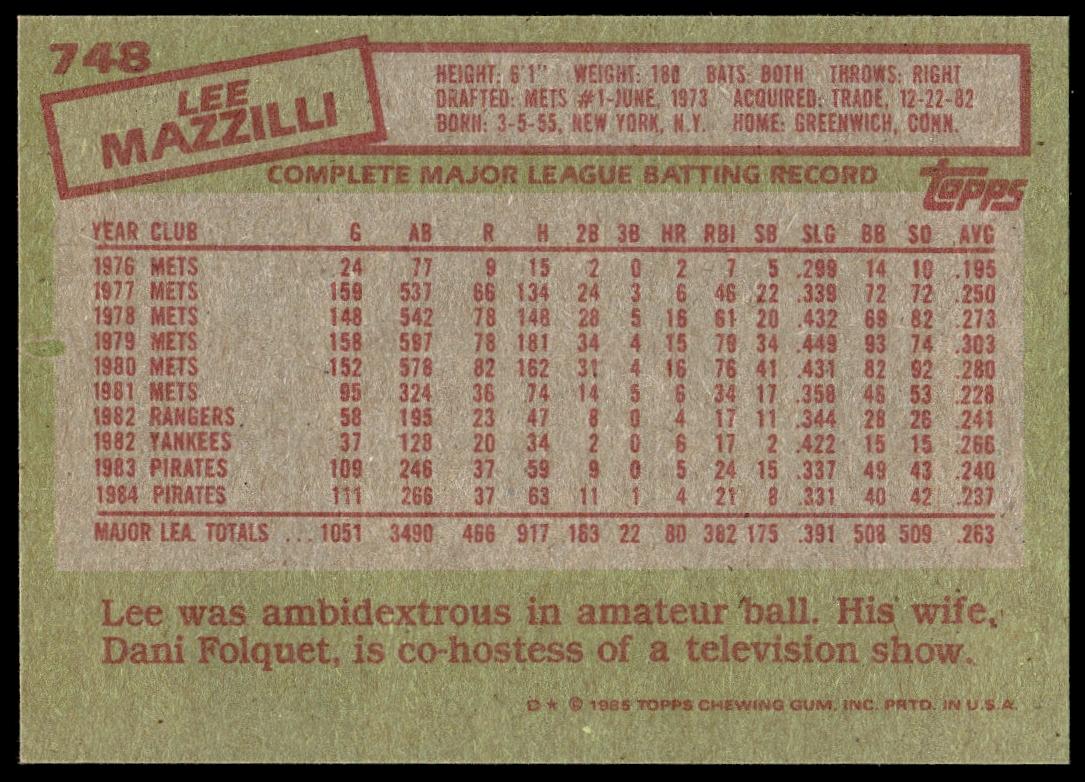 748
LEE
MAZZILLI
HEIGHT: 6'1" WEIGHT: 180 BATS: BOTH THROWS: RIGHT
DRAFTED: METS #1-JUNE, 1973 ACQUIRED: TRADE, 12-22-82
BORN: 3-5-55, NEW YORK, N.Y. HOME: GREENWICH, CONN.
COMPLETE MAJOR LEAGUE BATTING RECORD
topps
YEAR CLUB G AB R H 2B 3B HR RBI SB SLG BB SO AVG
1976 METS 24 77 9 15 2 0 2 7 5 .299 14 10 .195
1977 METS 159 537 66 134 24 3 6 46 22 .339 72 72 .250
1978 METS 148 542 78 148 28 5 16 61 20 .432 69 82 .273
1979 METS 158 597 78 181 34 4 15 79 34 .449 93 74 .303
1980 METS 152 578 82 162 31 4 16 76 41 .431 82 92 .280
1981 METS 95 324 36 74 14 5 6 34 17 .358 46 53 .228
1982 RANGERS 58 195 23 47 8 0 4 17 11 .344 28 26 .241
1982 YANKEES 37 128 20 34 2 0 6 17 2 .422 15 15 .266
1983 PIRATES 109 246 37 59 9 0 5 24 15 .337 49 43 .240
1984 PIRATES 111 266 37 63 11 1 4 21 8 .331 40 42 .237
MAJOR LEA. TOTALS ... 1051 3490 466 917 163 22 80 382 175 .391 508 509 .263
Lee was ambidextrous in amateur ball. His wife,
Dani Folquet, is co-hostess of a television show.
D★ © 1985 TOPPS CHEWING GUM, INC. PRTD. IN U.S.A.